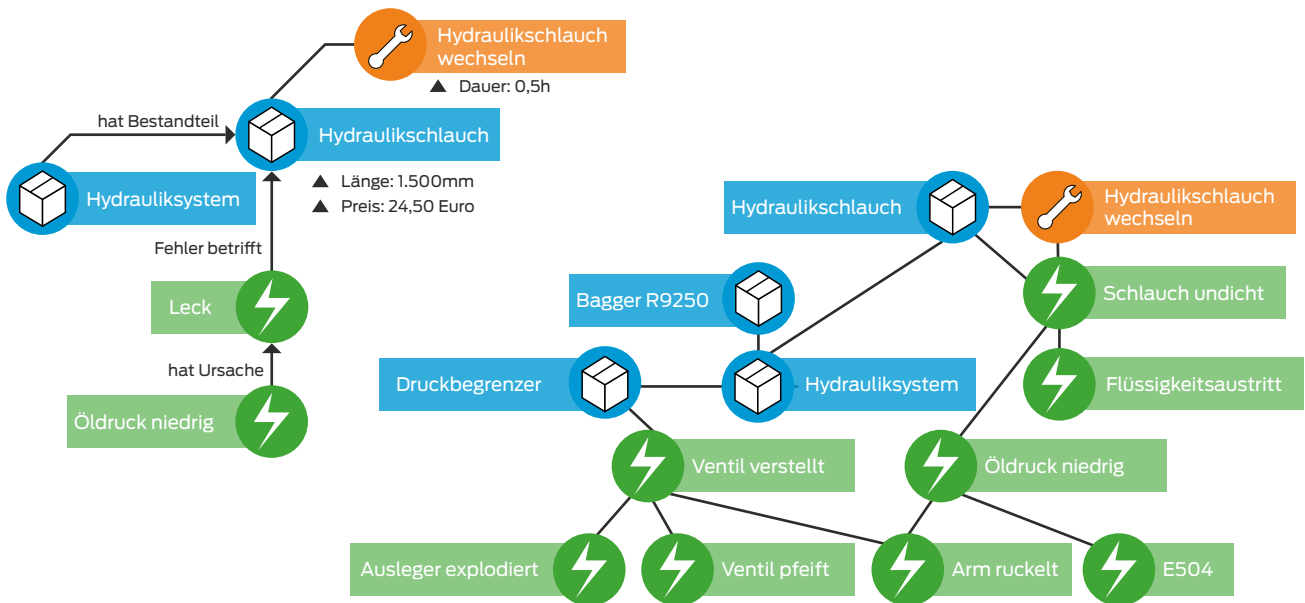 Hydraulikschlauch
wechseln
▲ Dauer: 0,5h
hat Bestandteil
Hydraulikschlauch
Hydrauliksystem
▲ Länge: 1.500mm
▲ Preis: 24,50 Euro
Fehler betrifft
Leck
hat Ursache
Öldruck niedrig
Hydraulikschlauch
Hydraulikschlauch
wechseln
Bagger R9250
Schlauch undicht
Druckbegrenzer
Hydrauliksystem
Flüssigkeitsaustritt
Ventil verstellt
Öldruck niedrig
Ausleger explodiert
Ventil pfeift
Arm ruckelt
E504